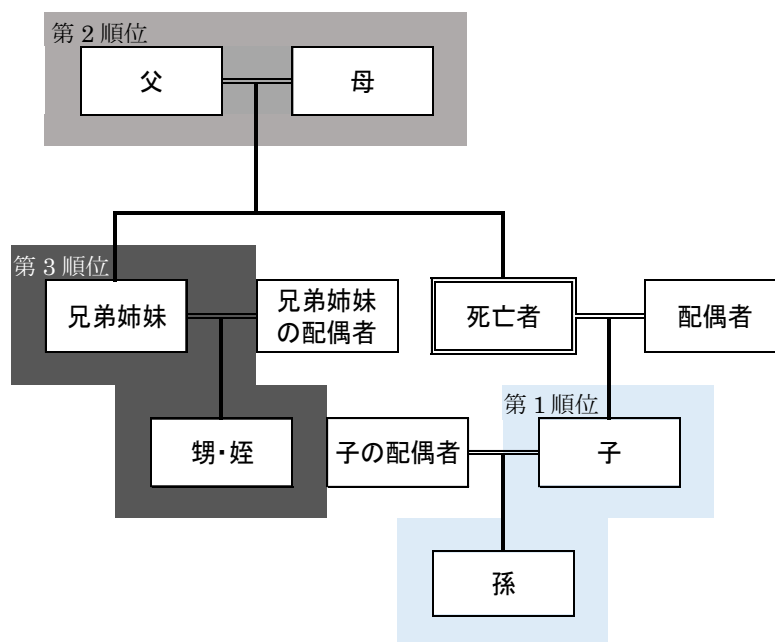 第2順位
父
母
第3順位
兄弟姉妹
兄弟姉妹
の配偶者
死亡者
配偶者
第1順位
甥・姪
子の配偶者
子
孫